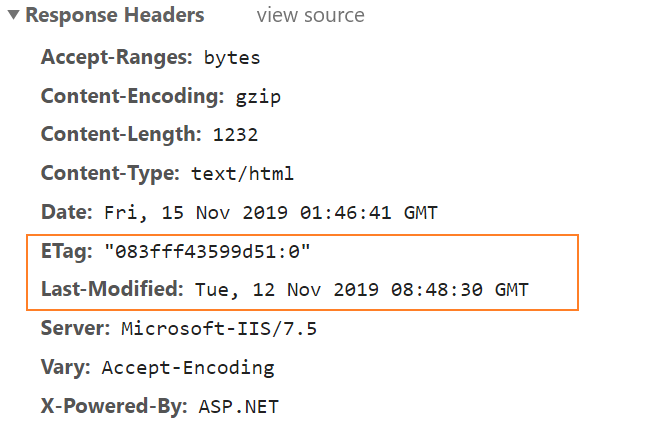 Response Headers view source
Accept-Ranges: bytes
Content-Encoding: gzip
Content-Length: 1232
Content-Type: text/html
Date: Fri, 15 Nov 2019 01:46:41 GMT
ETag: "083fff43599d51:0"
Last-Modified: Tue, 12 Nov 2019 08:48:30 GMT
Server: Microsoft-IIS/7.5
Vary: Accept-Encoding
X-Powered-By: ASP.NET